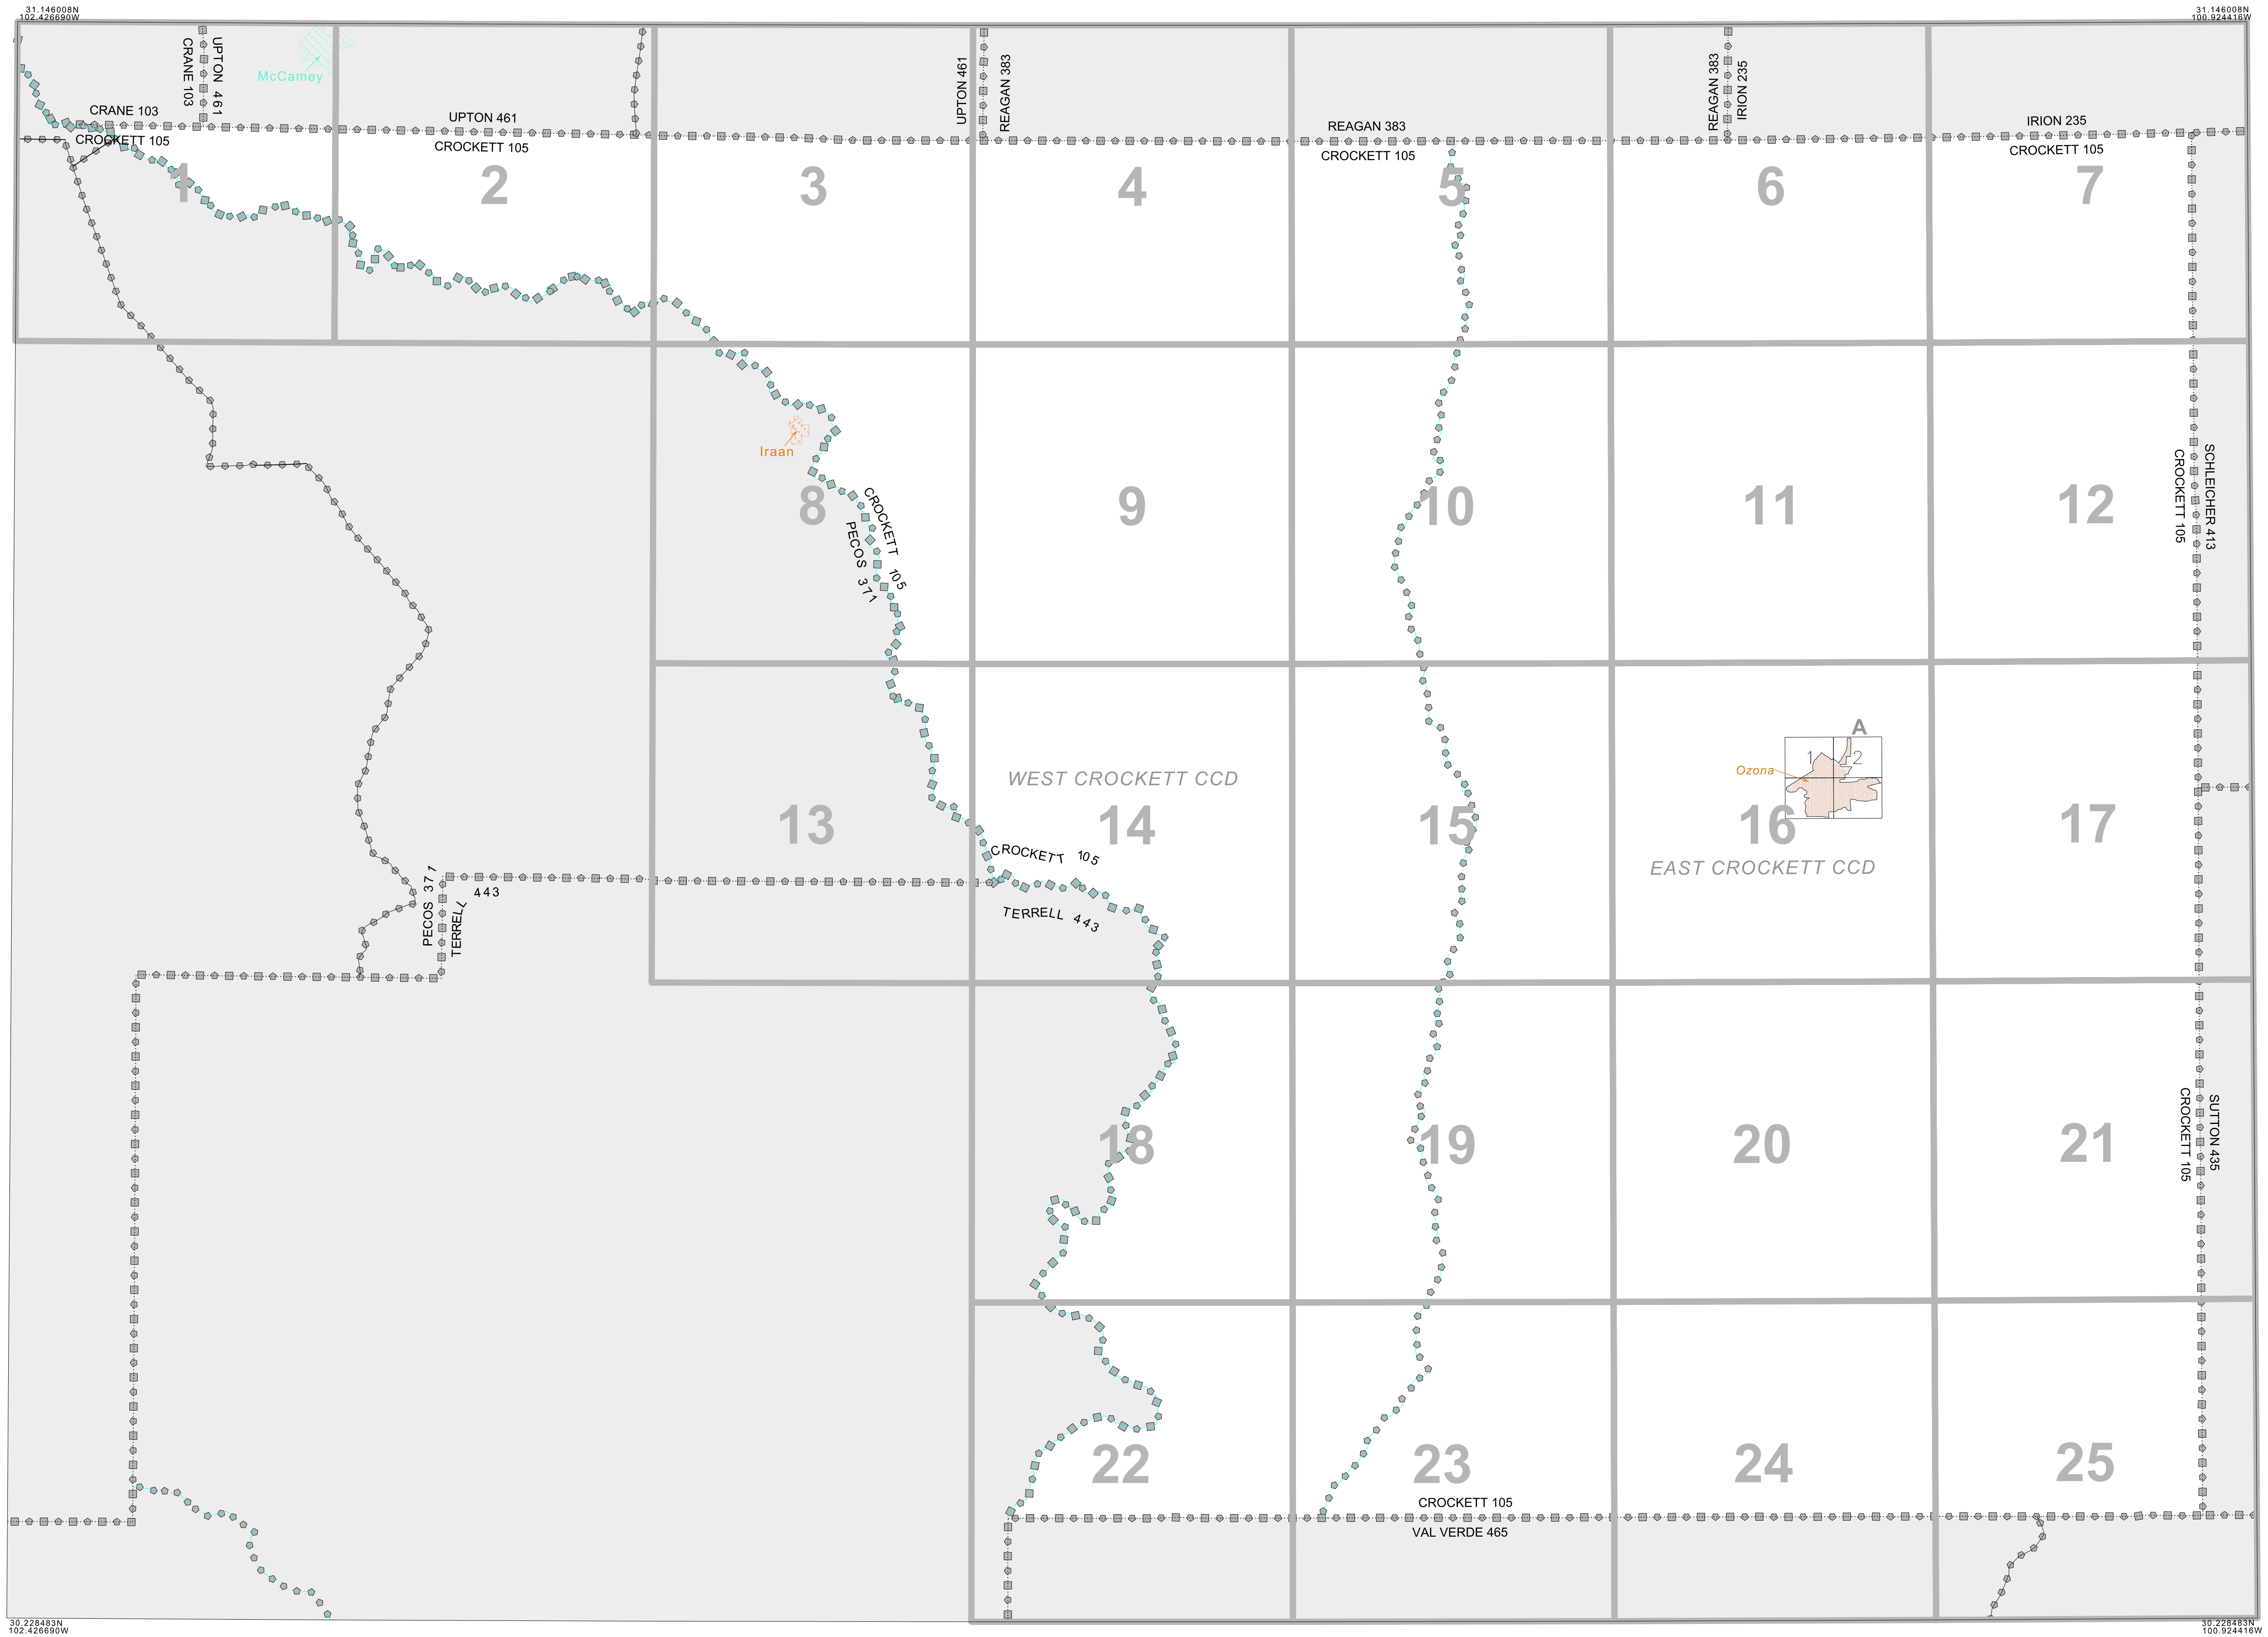 31.146008N
102.426690W
31.146008N
100.924416W
McCamey
CRANE 103
UPTON 461
UPTON 461
REAGAN 383
REAGAN 383
IRION 235
CRANE 103
CROCKETT 105
UPTON 461
CROCKETT 105
REAGAN 383
CROCKETT 105
IRION 235
CROCKETT 105
1
2
3
4
5
6
7
Iraan
8
9
10
11
12
CROCKETT 105
PECOS 371
CROCKETT 105
SCHLEICHER 413
A
1
2
Ozona
WEST CROCKETT CCD
13
14
15
16
17
EAST CROCKETT CCD
CROCKETT 105
TERRELL 443
PECOS 371
TERRELL 443
18
19
20
21
CROCKETT 105
SUTTON 435
22
23
24
25
CROCKETT 105
VAL VERDE 465
30.228483N
102.426690W
30.228483N
100.924416W